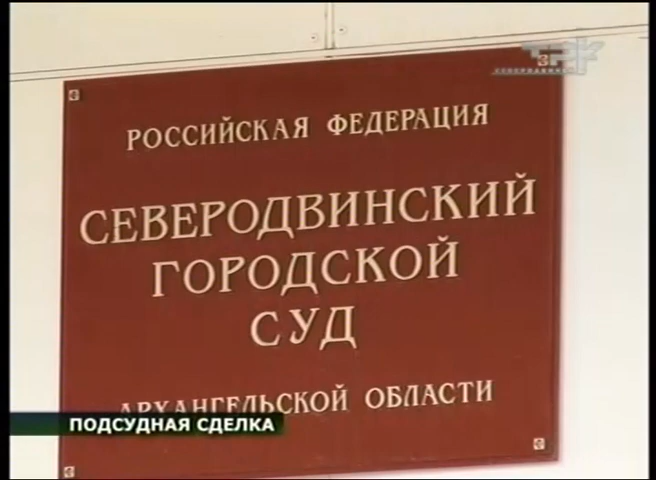 РОССИЙСКАЯ ФЕДЕРАЦИЯ
СЕВЕРОДВИНСКИЙ
ГОРОДСКОЙ
СУД
АРХАНГЕЛЬСКОЙ ОБЛАСТИ
ПОДСУДНАЯ СДЕЛКА